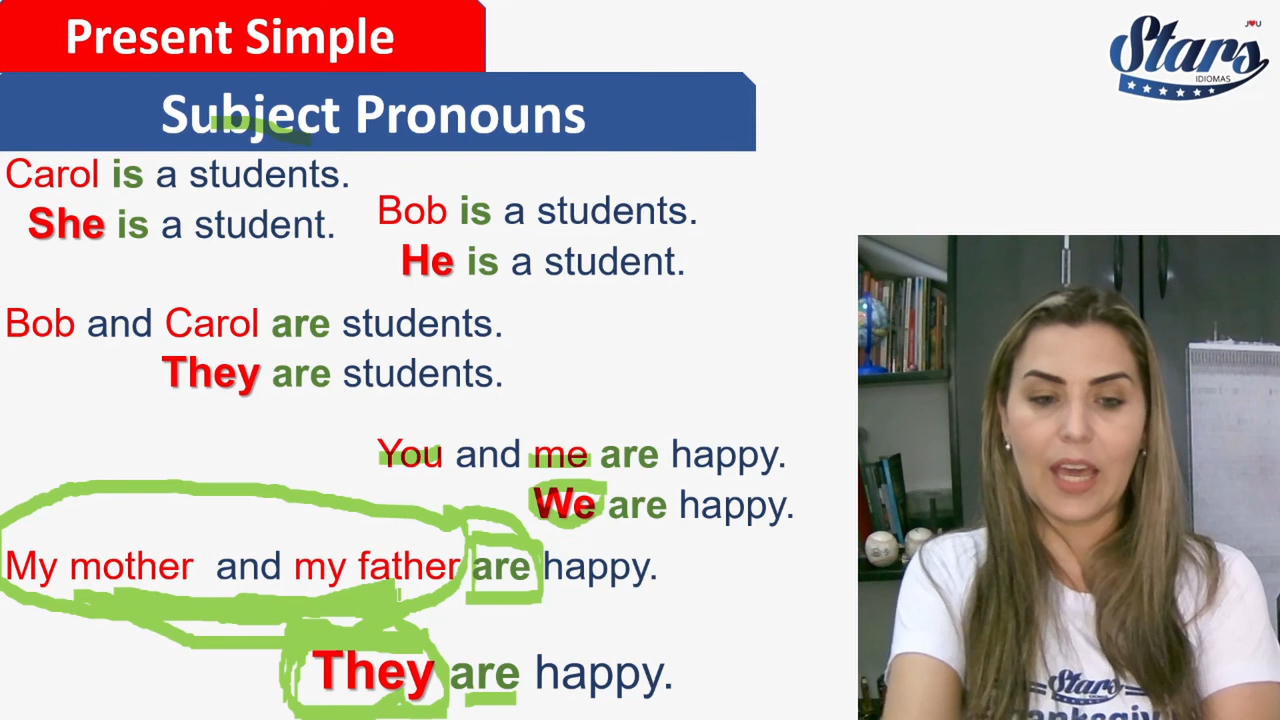 Present Simple
Subject Pronouns
J♥U
Stars
IDIOMAS
Carol is a students.
She is a student.
Bob is a students.
He is a student.
Bob and Carol are students.
They are students.
You and me are happy.
We are happy.
My mother and my father are happy.
They are happy.
Stars